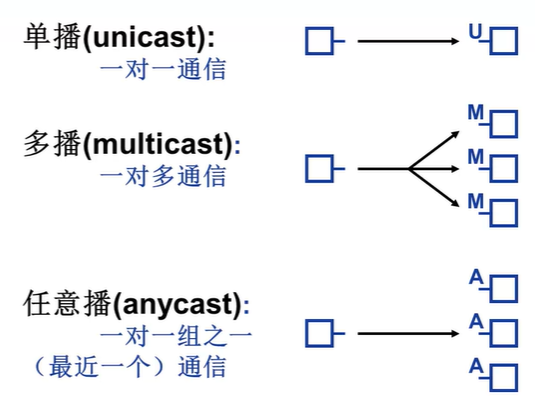 单播(unicast):
一对一通信
U
多播(multicast):
一对多通信
M
M
M
任意播(anycast):
一对一组之一
（最近一个）通信
A
A
A